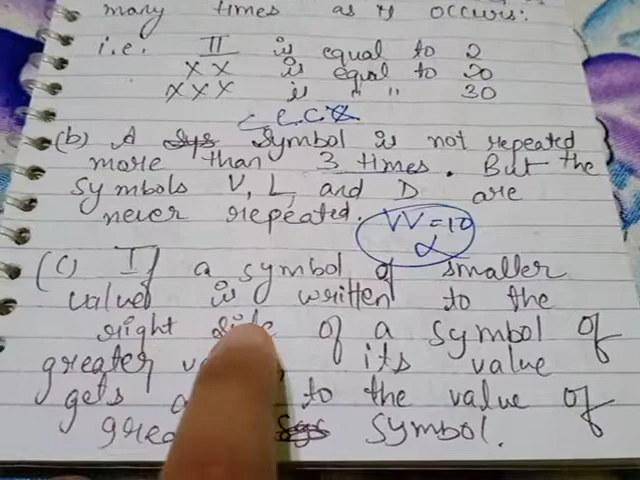 many times as it occurs.
i.e. II is equal to 2
XX is equal to 20
XXX is " " 30
(b) A symbol is not repeated
more than 3 times. But the
symbols V, L, and D are
never repeated.
VV=10
(c) If a symbol of smaller
value is written to the
right side of a symbol of
greater its value
gets to the value of
symbol.